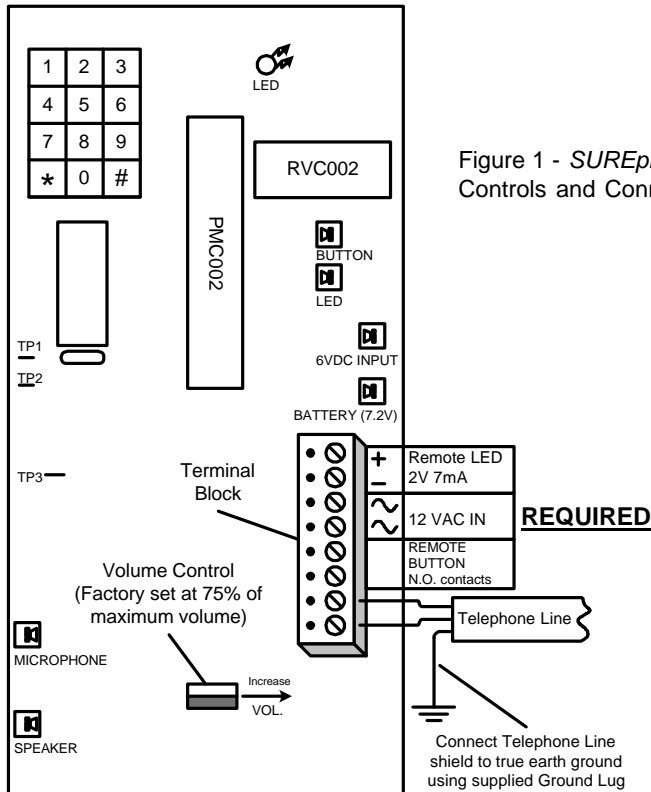 1 2 3
4 5 6
7 8 9
* 0 #
LED
RVC002
PMC002
BUTTON
LED
6VDC INPUT
BATTERY (7.2V)
TP1
TP2
TP3
Figure 1 -
Controls and
Terminal
Block
+ Remote LED
– 2V 7mA
12 VAC IN
REQUIRED
REMOTE
BUTTON
N.O. contacts
Telephone Line
Volume Control
(Factory set at 75% of
maximum volume)
MICROPHONE
Increase
VOL.
SPEAKER
Connect Telephone Line
shield to true earth ground
using supplied Ground Lug